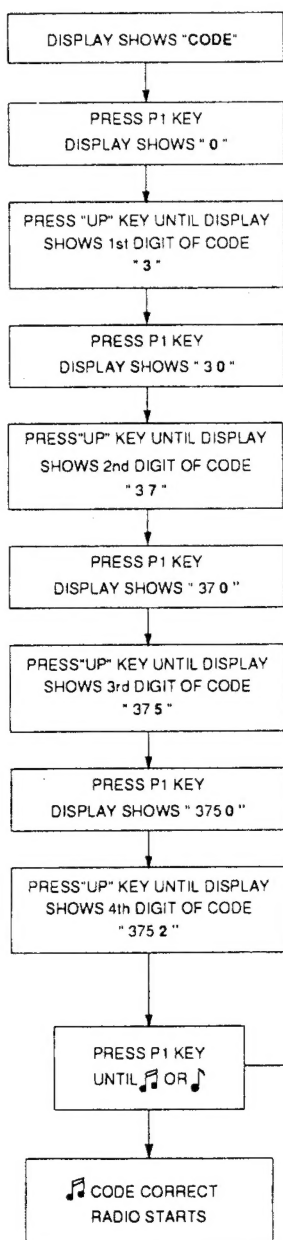 DISPLAY SHOWS "CODE"
PRESS P1 KEY
DISPLAY SHOWS " 0 "
PRESS "UP" KEY UNTIL DISPLAY
SHOWS 1st DIGIT OF CODE
" 3 "
PRESS P1 KEY
DISPLAY SHOWS " 3 0 "
PRESS"UP" KEY UNTIL DISPLAY
SHOWS 2nd DIGIT OF CODE
" 3 7 "
PRESS P1 KEY
DISPLAY SHOWS " 37 0 "
PRESS"UP" KEY UNTIL DISPLAY
SHOWS 3rd DIGIT OF CODE
" 37 5 "
PRESS P1 KEY
DISPLAY SHOWS " 375 0 "
PRESS"UP" KEY UNTIL DISPLAY
SHOWS 4th DIGIT OF CODE
" 375 2 "
PRESS P1 KEY
UNTIL ♫ OR ♪
♫ CODE CORRECT
RADIO STARTS